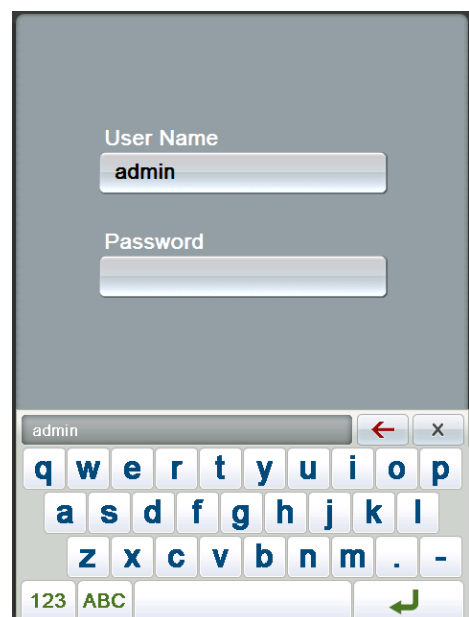 User Name
admin
Password
admin
x
q w e r t y u i o p
a s d f g h j k l
z x c v b n m . -
123 ABC